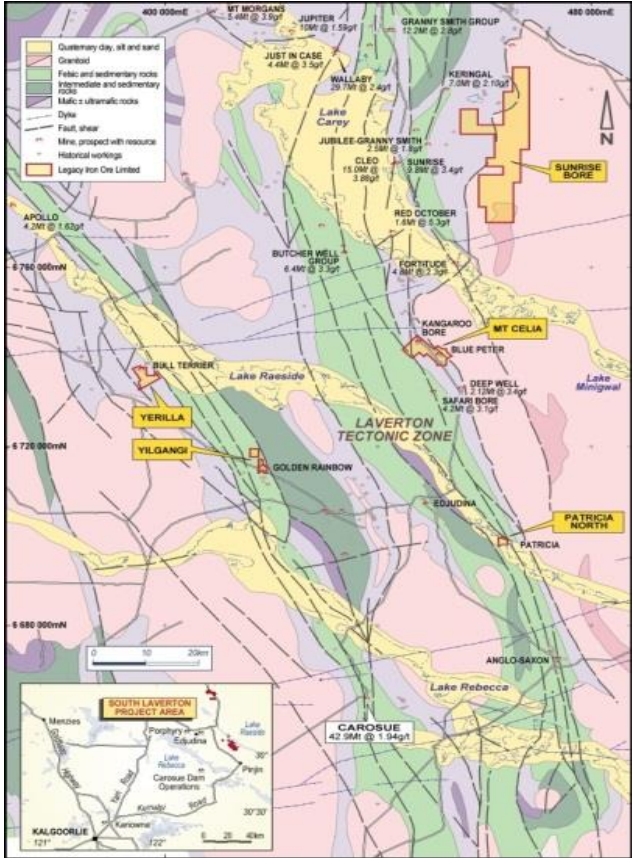 400 000mE
480 000mE
MT MORGANS
5.4Mt @ 3.9g/t
JUPITER
10Mt @ 1.59g/t
GRANNY SMITH GROUP
12.2Mt @ 2.8g/t
Quaternary clay, silt and sand
Granitoid
Felsic and sedimentary rocks
Intermediate and sedimentary
rocks
Mafic ± ultramafic rocks
Dyke
Fault, shear
Mine, prospect with resource
Historical workings
Legacy Iron Ore Limited
JUST IN CASE
4.4Mt @ 3.5g/t
WALLABY
29.7Mt @ 2.4g/t
KERINGAL
7.0Mt @ 2.10g/t
Lake
Carey
N
JUBILEE-GRANNY SMITH
2.5Mt @ 1.8g/t
CLEO
15.0Mt @
3.88g/t
SUNRISE
9.8Mt @ 3.4g/t
SUNRISE
BORE
APOLLO
4.2Mt @ 1.62g/t
RED OCTOBER
1.6Mt @ 5.3g/t
BUTCHER WELL
GROUP
6.4Mt @ 3.3g/t
FORTITUDE
4.8Mt @ 2.3g/t
6 760 000mN
KANGAROO
BORE
MT CELIA
BLUE PETER
BULL TERRIER
Lake Raeside
Lake
Minigwal
DEEP WELL
2.12Mt @ 3.4g/t
SAFARI BORE
4.2Mt @ 3.1g/t
YERILLA
LAVERTON
TECTONIC ZONE
6 720 000mN
YILGANGI
GOLDEN RAINBOW
EDJUDINA
PATRICIA
NORTH
PATRICIA
6 680 000mN
0 10 20km
ANGLO-SAXON
Lake Rebecca
CAROSUE
42.9Mt @ 1.94g/t
SOUTH LAVERTON
PROJECT AREA
Menzies
Porphyry
Edjudina
Lake
Raeside
Goldfields
Highway
Yarri Road
Lake
Rebecca
Carosue Dam
Operations
Pinjin
30°
Kurnalpi Road
30°30'
Kanowna
KALGOORLIE
0 20 40km
121°
122°